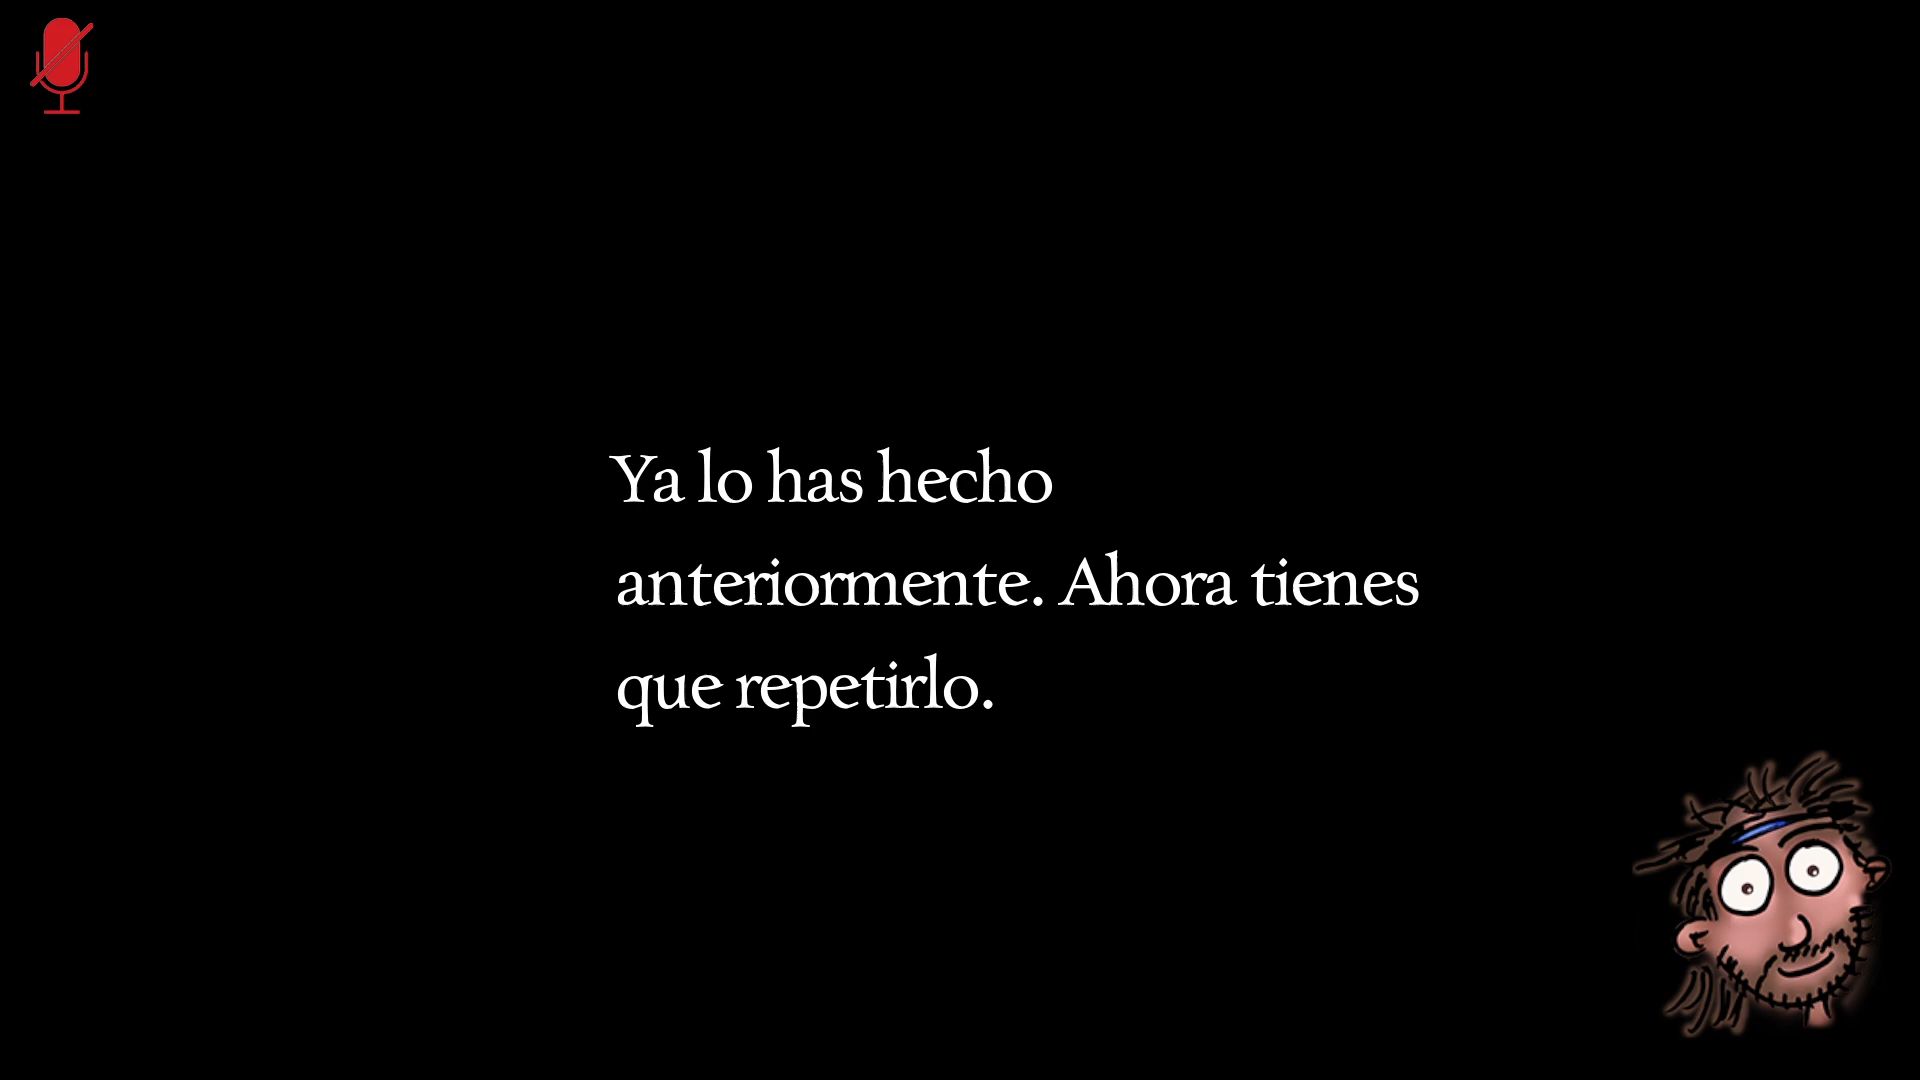 Ya lo has hecho
anteriormente. Ahora tienes
que repetirlo.